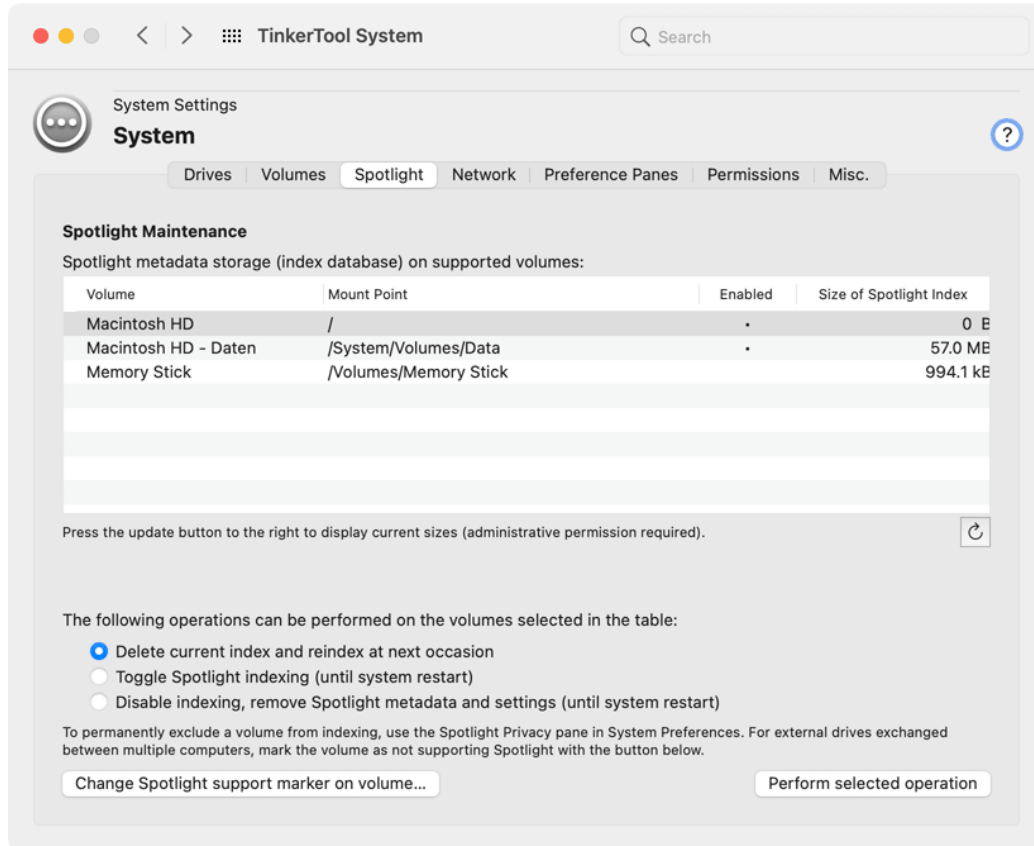 TinkerTool System
Search
System Settings
System
?
Drives Volumes Spotlight Network Preference Panes Permissions Misc.
Spotlight Maintenance
Spotlight metadata storage (index database) on supported volumes:
Volume Mount Point Enabled Size of Spotlight Index
Macintosh HD / • 0 B
Macintosh HD - Daten /System/Volumes/Data • 57.0 MB
Memory Stick /Volumes/Memory Stick 994.1 kB
Press the update button to the right to display current sizes (administrative permission required).
The following operations can be performed on the volumes selected in the table:
Delete current index and reindex at next occasion
Toggle Spotlight indexing (until system restart)
Disable indexing, remove Spotlight metadata and settings (until system restart)
To permanently exclude a volume from indexing, use the Spotlight Privacy pane in System Preferences. For external drives exchanged
between multiple computers, mark the volume as not supporting Spotlight with the button below.
Change Spotlight support marker on volume... Perform selected operation